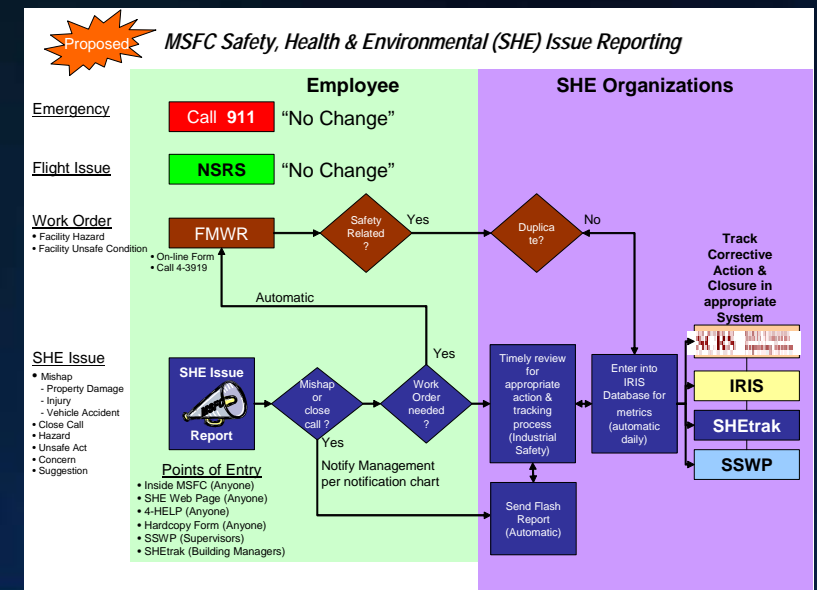 Proposed
MSFC Safety, Health & Environmental (SHE) Issue Reporting
Employee
SHE Organizations
Emergency
Call 911
“No Change”
Flight Issue
NSRS
“No Change”
Work Order
• Facility Hazard
• Facility Unsafe Condition
FMWR
• On-line Form
• Call 4-3919
Safety
Related
?
Yes
Duplica
te?
No
Track
Corrective
Action &
Closure in
appropriate
System
Automatic
SHE Issue
• Mishap
- Property Damage
- Injury
- Vehicle Accident
• Close Call
• Hazard
• Unsafe Act
• Concern
• Suggestion
SHE Issue
Report
Mishap
or
close
call ?
Yes
Work
Order
needed
?
Yes
Timely review
for
appropriate
action &
tracking
process
(Industrial
Safety)
Enter into
IRIS
Database for
metrics
(automatic
daily)
IRIS
SHEtrak
SSWP
Notify Management
per notification chart
Send Flash
Report
(Automatic)
Points of Entry
• Inside MSFC (Anyone)
• SHE Web Page (Anyone)
• 4-HELP (Anyone)
• Hardcopy Form (Anyone)
• SSWP (Supervisors)
• SHEtrak (Building Managers)